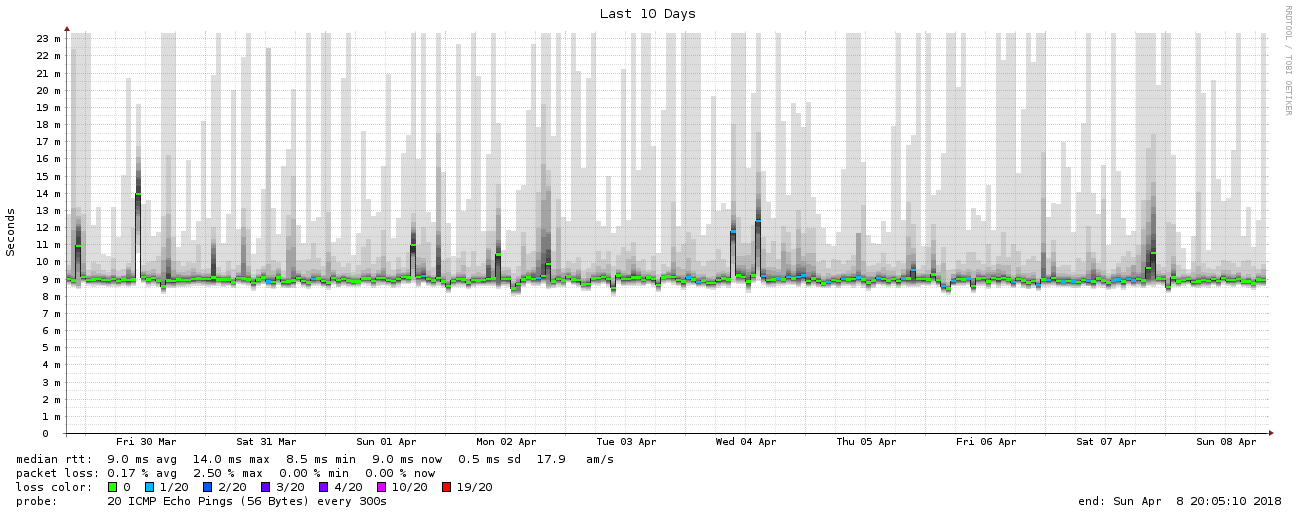 Last 10 Days
RRDTOOL / TOBI OETIKER
Seconds
23 m
22 m
21 m
20 m
19 m
18 m
17 m
16 m
15 m
14 m
13 m
12 m
11 m
10 m
9 m
8 m
7 m
6 m
5 m
4 m
3 m
2 m
1 m
0
Fri 30 Mar Sat 31 Mar Sun 01 Apr Mon 02 Apr Tue 03 Apr Wed 04 Apr Thu 05 Apr Fri 06 Apr Sat 07 Apr Sun 08 Apr
median rtt: 9.0 ms avg 14.0 ms max 8.5 ms min 9.0 ms now 0.5 ms sd 17.9 am/s
packet loss: 0.17 % avg 2.50 % max 0.00 % min 0.00 % now
loss color: 0 1/20 2/20 3/20 4/20 10/20 19/20
probe: 20 ICMP Echo Pings (56 Bytes) every 300s end: Sun Apr 8 20:05:10 2018